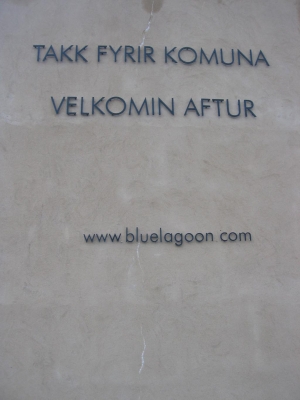 TAKK FYRIR KOMUNA
VELKOMIN AFTUR
www.bluelagoon com